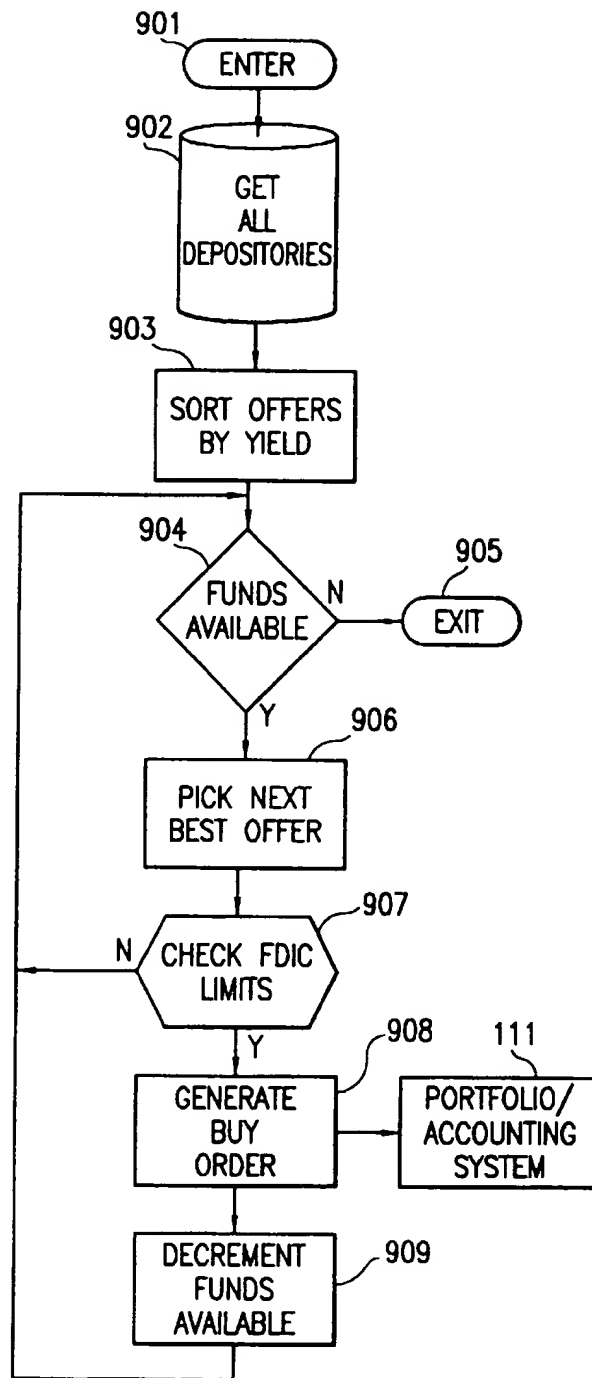 901
ENTER
902
GET
ALL
DEPOSITORIES
903
SORT OFFERS
BY YIELD
904
FUNDS
AVAILABLE
N
905
EXIT
Y
906
PICK NEXT
BEST OFFER
907
N
CHECK FDIC
LIMITS
Y
908
GENERATE
BUY
ORDER
111
PORTFOLIO/
ACCOUNTING
SYSTEM
909
DECREMENT
FUNDS
AVAILABLE